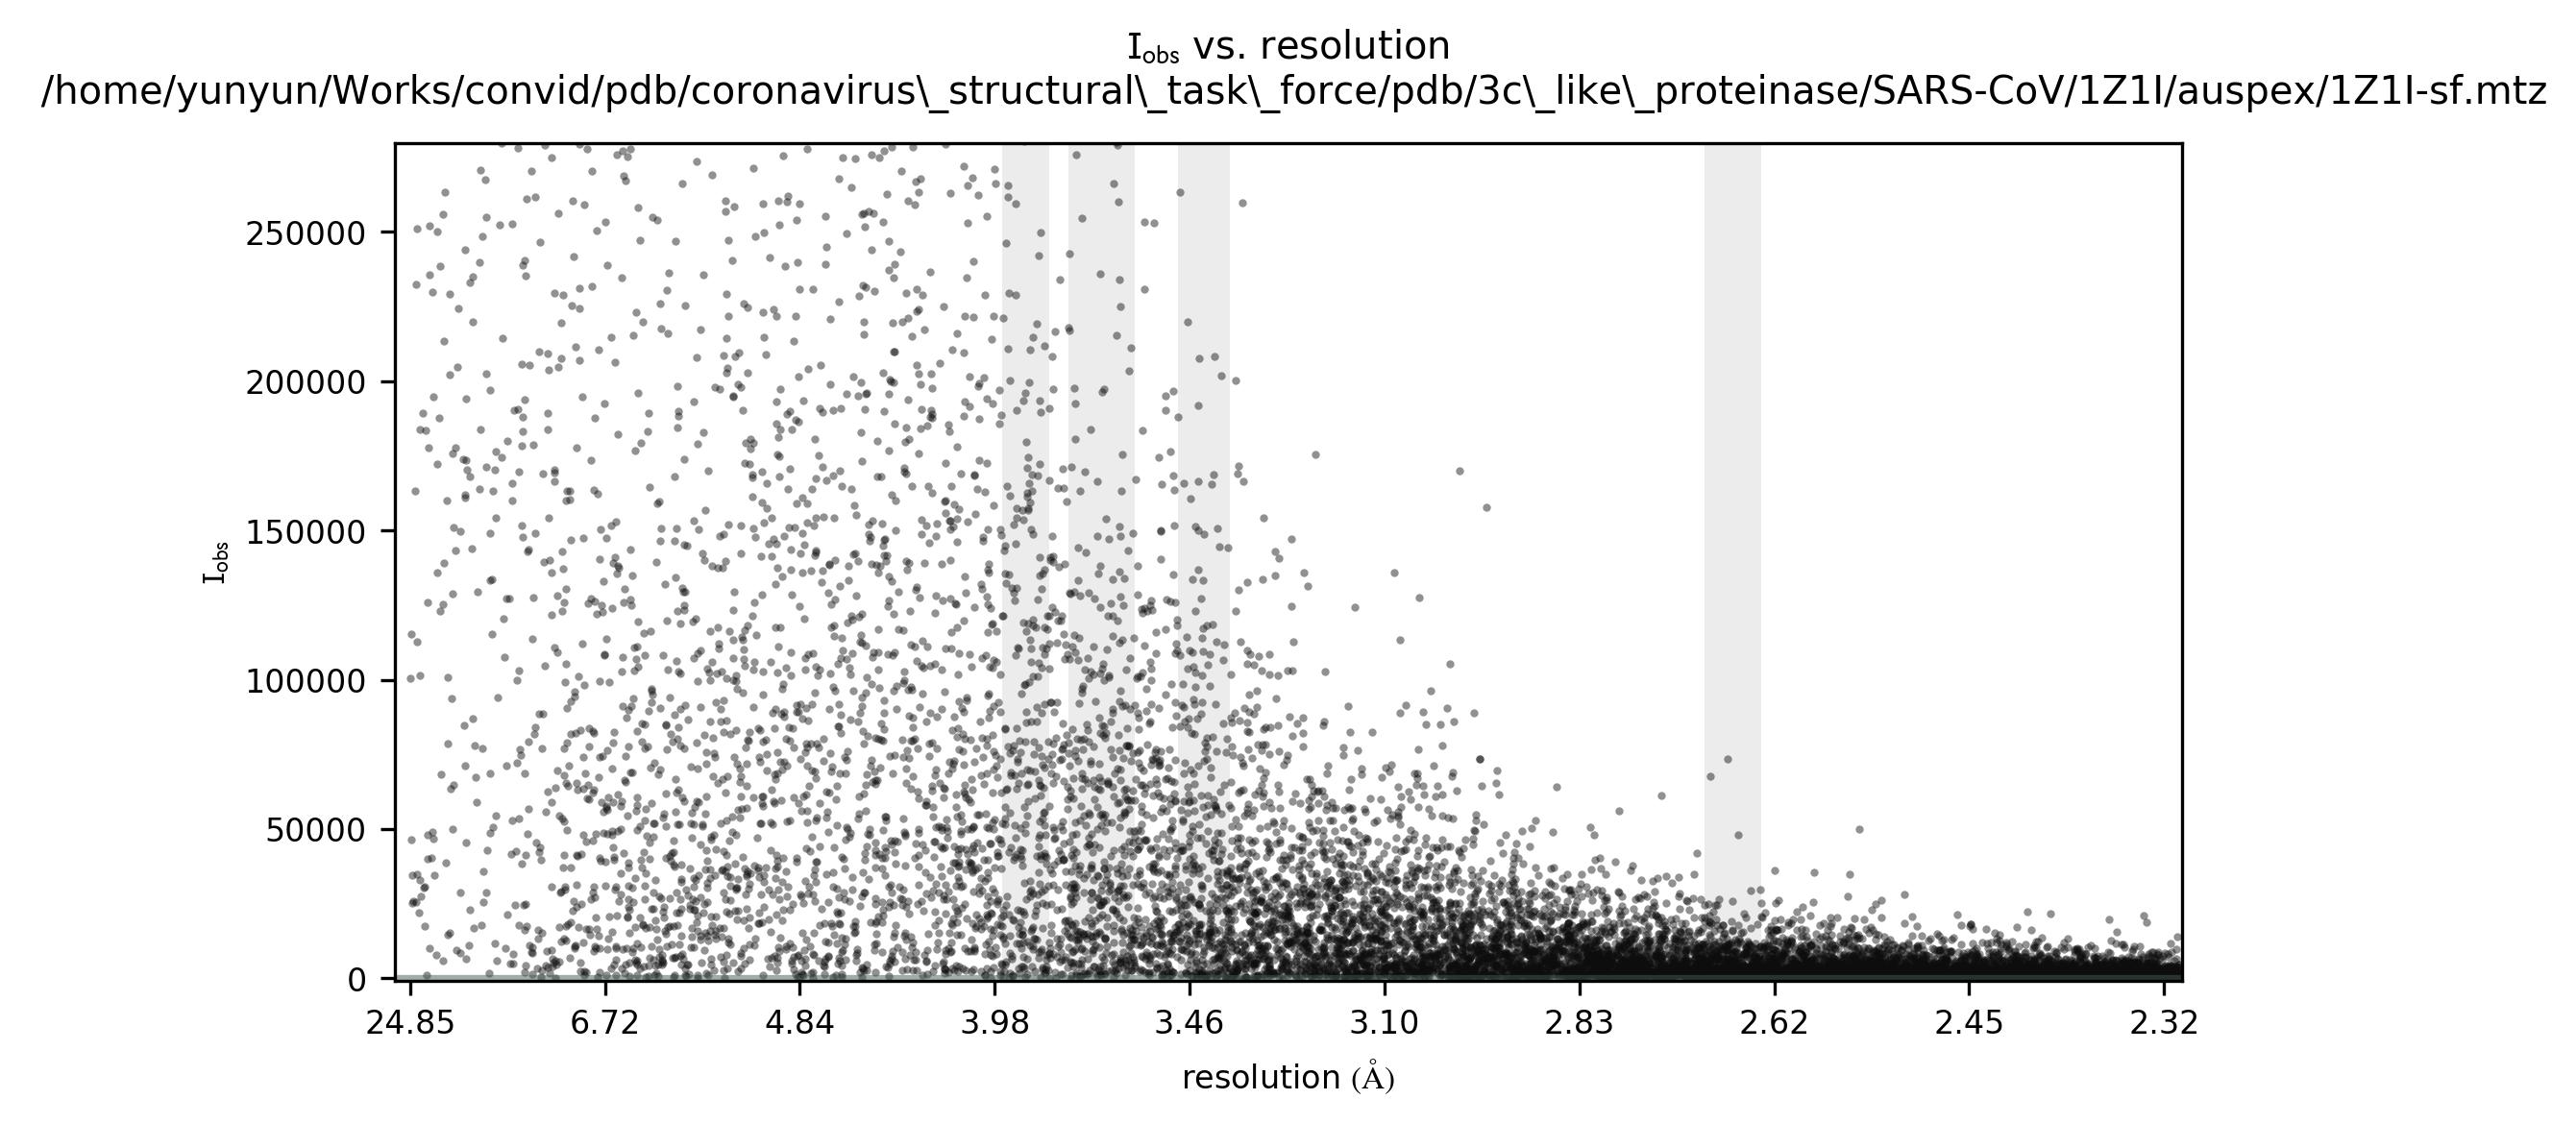 I_obs vs. resolution
/home/yunyun/Works/convid/pdb/coronavirus\_structural\_task\_force/pdb/3c\_like\_proteinase/SARS-CoV/1Z1I/auspex/1Z1I-sf.mtz
250000
200000
150000
100000
50000
0
I_obs
24.85 6.72 4.84 3.98 3.46 3.10 2.83 2.62 2.45 2.32
resolution (Å)